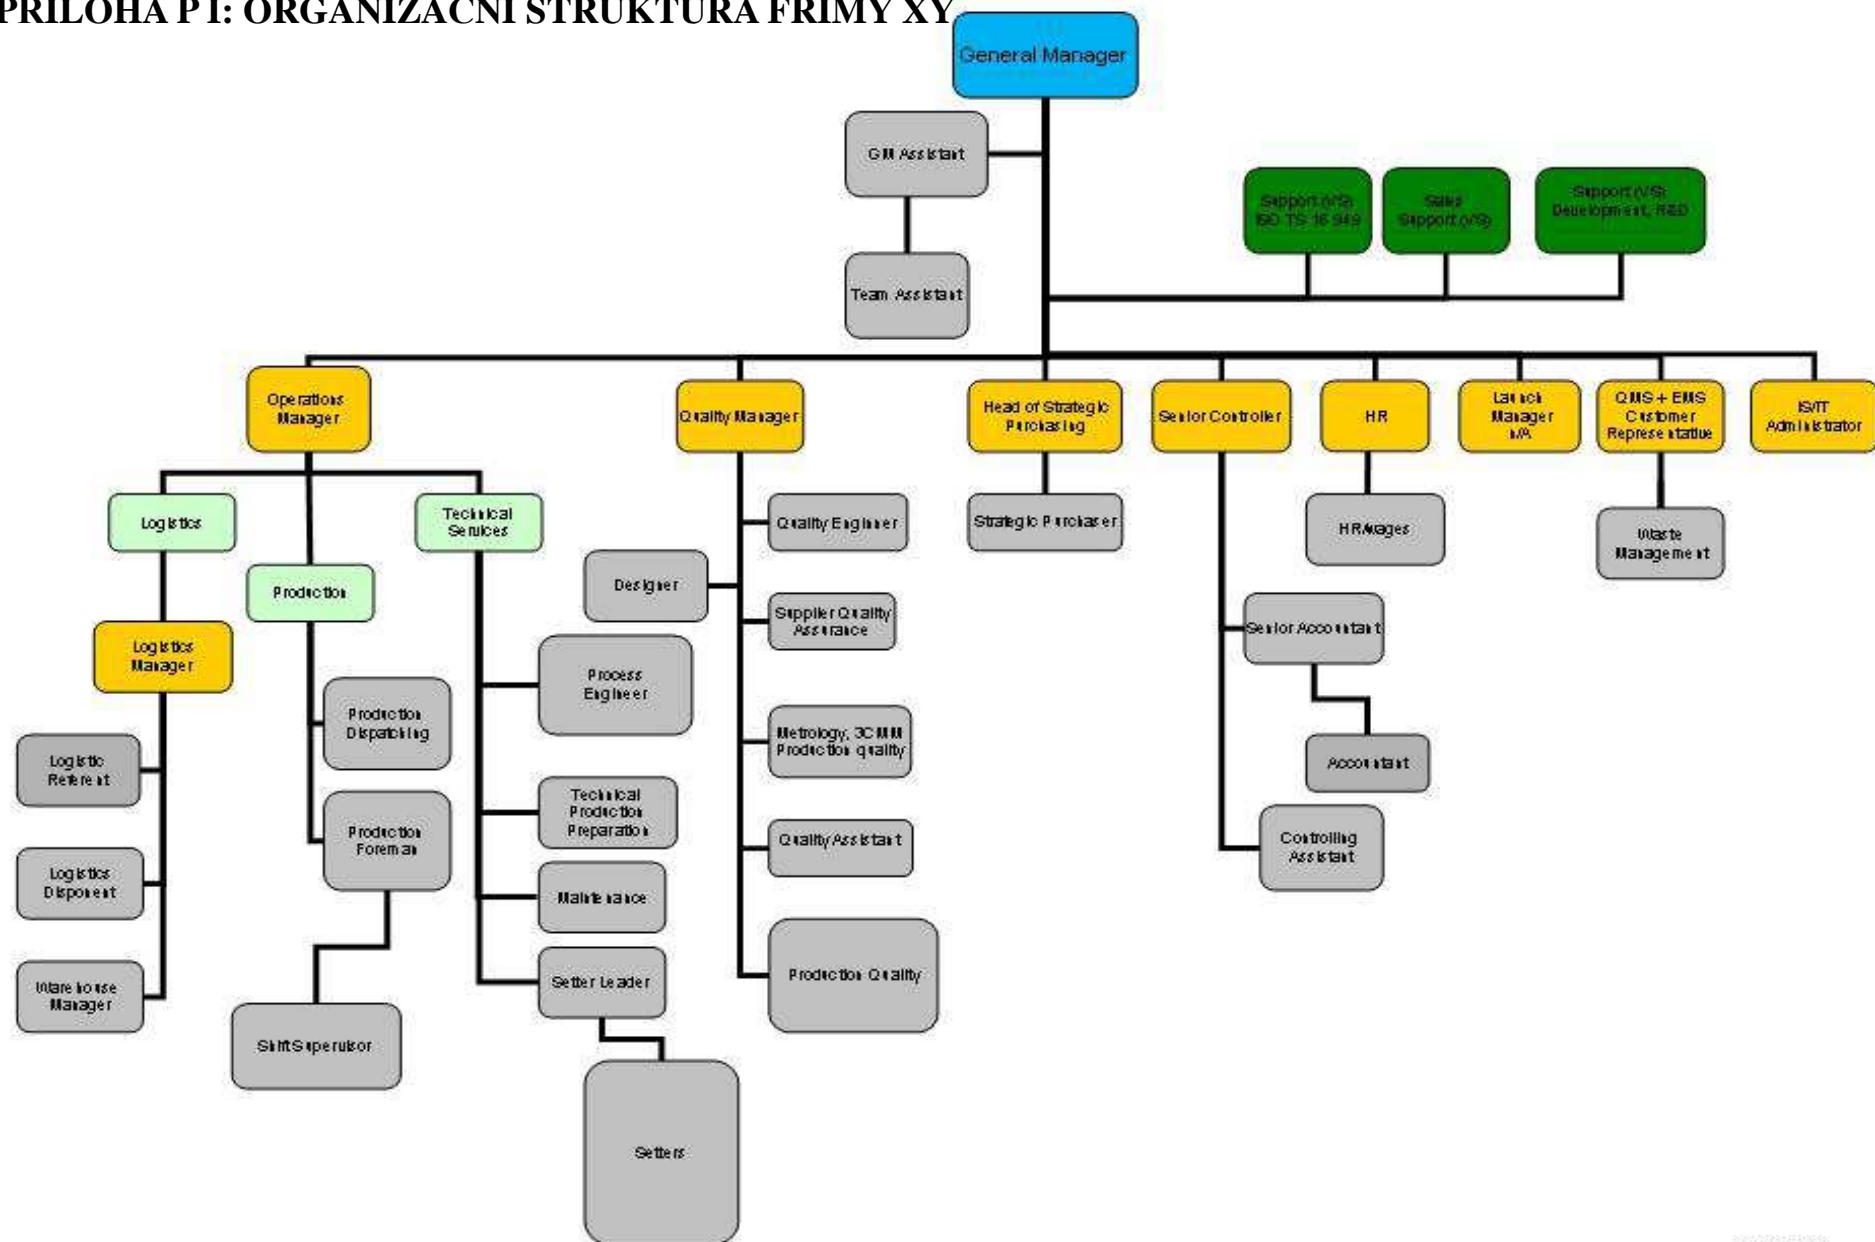 PŘÍLOHA P I: ORGANIZAČNÍ STRUKTURA FRIMY XY
General Manager
GM Assistant
Team Assistant
Support (VS)
ISO TS 16 949
Sales
Support (VS)
Support (VS)
Development, R&D
Operations
Manager
Quality Manager
Head of Strategic
Purchasing
Senior Controller
HR
Launch
Manager
n/A
QMS + EMS
Customer
Representative
IS/IT
Administrator
Logistics
Production
Technical
Services
Logistics
Manager
Logistic
Referent
Logistics
Disponent
Warehouse
Manager
Production
Dispatching
Production
Foreman
Shift Supervisor
Process
Engineer
Technical
Production
Preparation
Maintenance
Setter Leader
Setters
Designer
Quality Engineer
Supplier Quality
Assurance
Metrology, 3CMM
Production quality
Quality Assistant
Production Quality
Strategic Purchaser
Senior Accountant
Accountant
Controlling
Assistant
HR/wages
Waste
Management